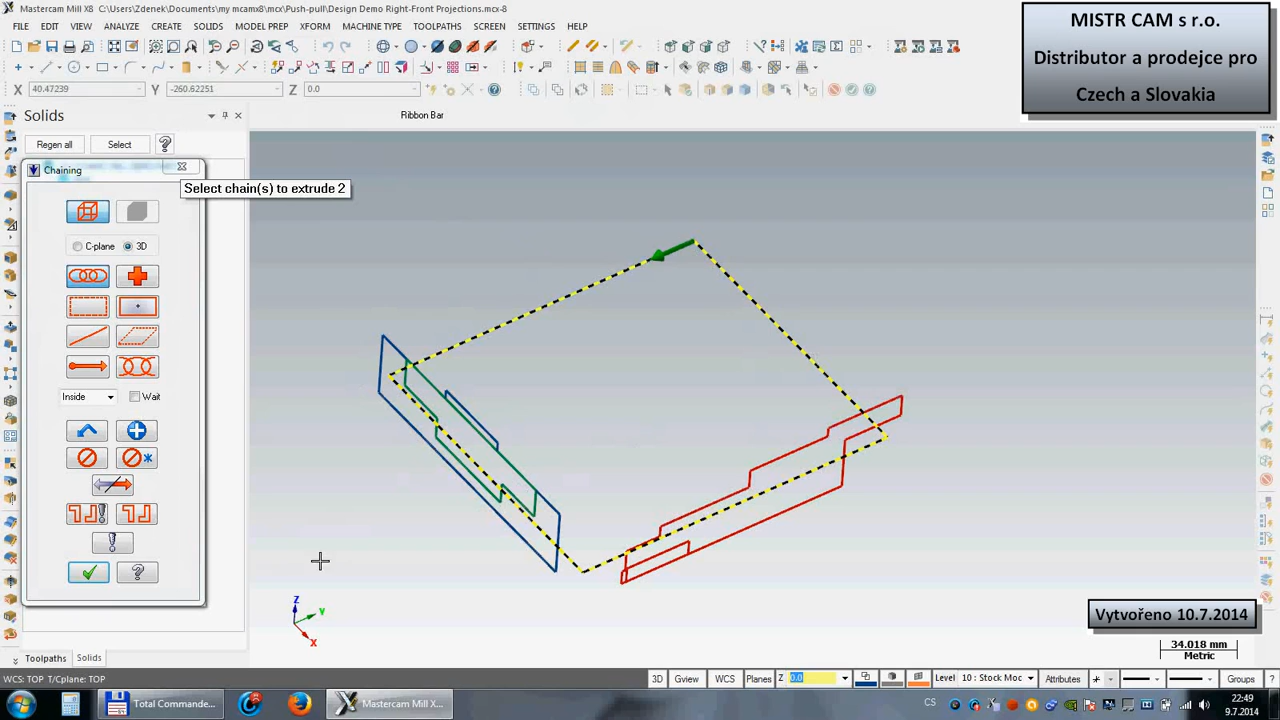 Mastercam Mill X8 C:\Users\Zdenek\Documents\my mcamx8\mcx\Push-pull\Design Demo Right-Front Projections.mcx-8
FILE EDIT VIEW ANALYZE CREATE SOLIDS MODEL PREP XFORM MACHINE TYPE TOOLPATHS SCREEN SETTINGS HELP
MISTR CAM s r.o.
Distributor a prodejce pro
Czech a Slovakia
X 40.47239 Y -260.62251 Z 0.0
Solids
Ribbon Bar
Regen all Select ?
Chaining
Select chain(s) to extrude 2
C-plane 3D
Inside Wait
Z
Y
X
Vytvořeno 10.7.2014
34.018 mm
Metric
Toolpaths Solids
WCS: TOP T/Cplane: TOP
3D Gview WCS Planes Z 0.0 Level 10 : Stock Moc Attributes Groups ?
Total Commande... Mastercam Mill X... CS 22:49
9.7.2014